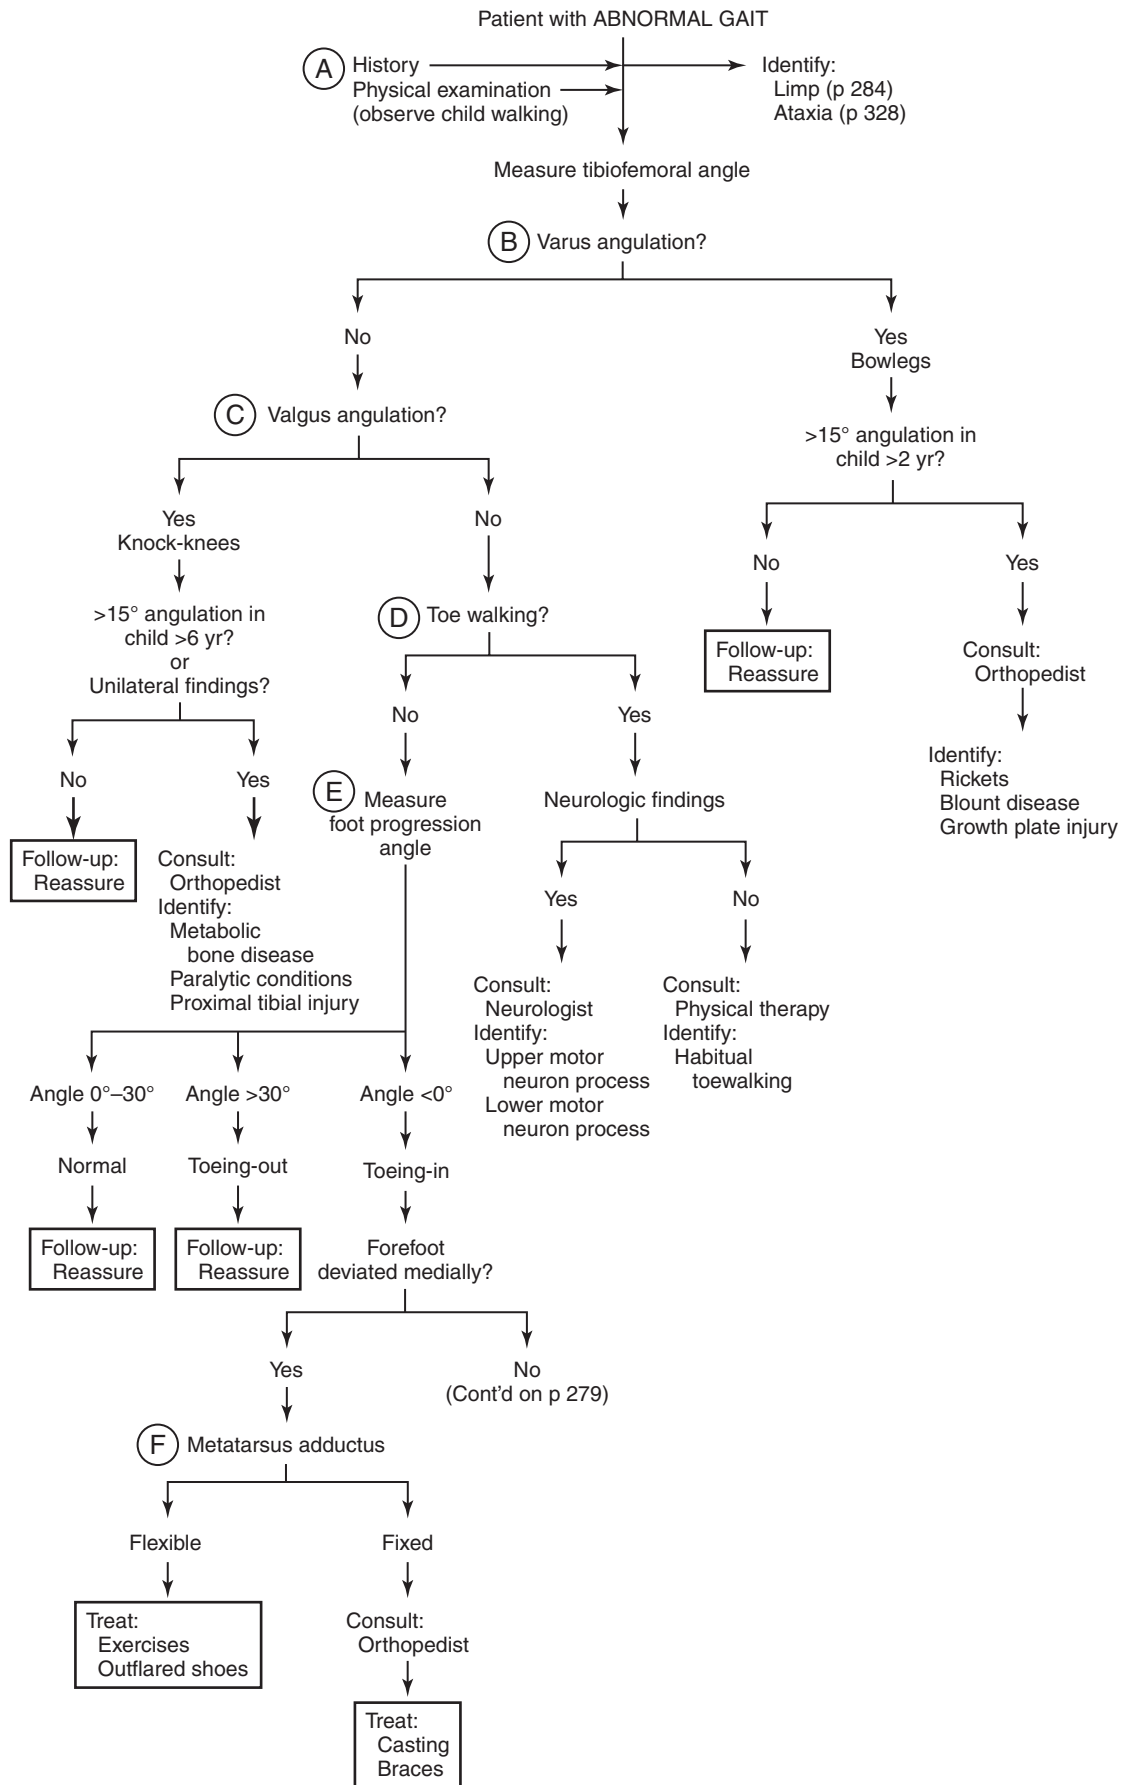 Patient with ABNORMAL GAIT
A
History
Physical examination
(observe child walking)
Identify:
Limp (p 284)
Ataxia (p 328)
Measure tibiofemoral angle
B
Varus angulation?
No
Yes
Bowlegs
C
Valgus angulation?
>15° angulation in
child >2 yr?
Yes
Knock-knees
No
No
Yes
>15° angulation in
child >6 yr?
or
Unilateral findings?
D
Toe walking?
Follow-up:
Reassure
Consult:
Orthopedist
Identify:
Rickets
Blount disease
Growth plate injury
No
Yes
No
Yes
Follow-up:
Reassure
Consult:
Orthopedist
Identify:
Metabolic
bone disease
Paralytic conditions
Proximal tibial injury
E
Measure
foot progression
angle
Neurologic findings
Yes
No
Consult:
Neurologist
Identify:
Upper motor
neuron process
Lower motor
neuron process
Consult:
Physical therapy
Identify:
Habitual
toewalking
Angle 0°–30°
Angle >30°
Angle <0°
Normal
Toeing-out
Toeing-in
Follow-up:
Reassure
Follow-up:
Reassure
Forefoot
deviated medially?
Yes
No
(Cont'd on p 279)
F
Metatarsus adductus
Flexible
Fixed
Treat:
Exercises
Outflared shoes
Consult:
Orthopedist
Treat:
Casting
Braces